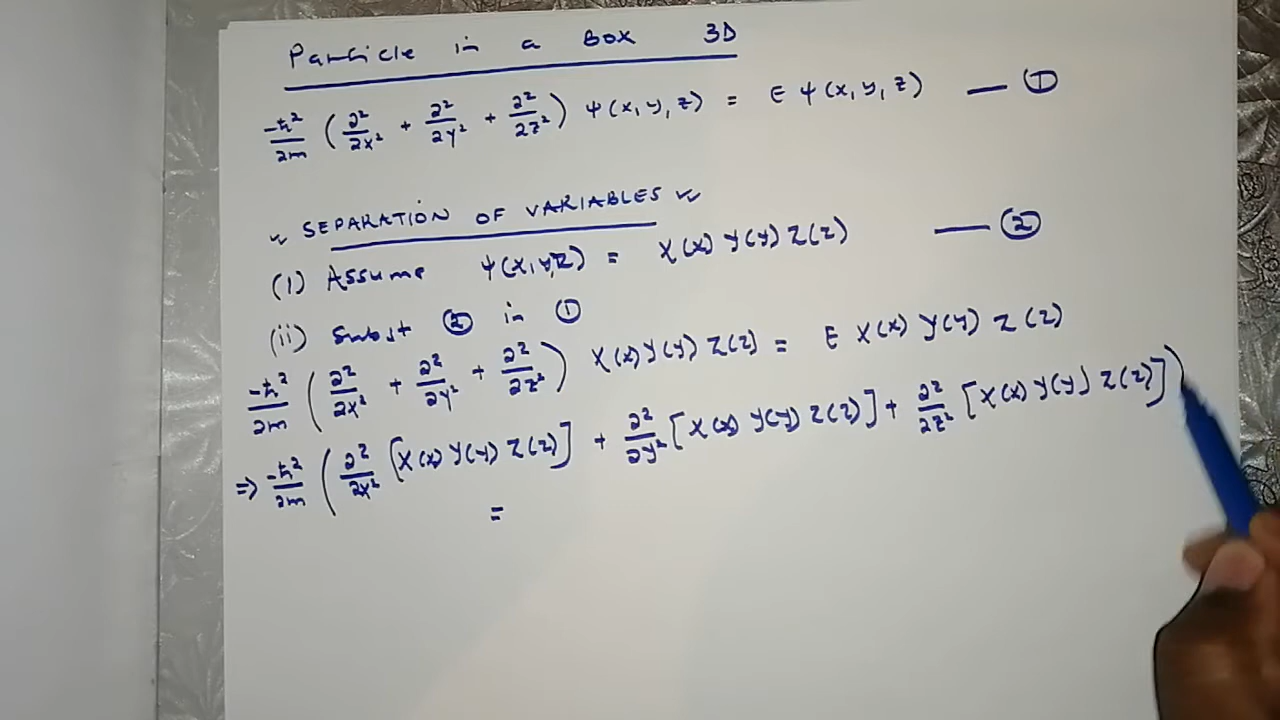 Particle in a Box 3D
-ħ²/2m (∂²/∂x² + ∂²/∂y² + ∂²/∂z²) ψ(x,y,z) = E ψ(x,y,z) — ①
" SEPARATION OF VARIABLES "
(i) Assume ψ(x,y,z) = X(x) Y(y) Z(z) — ②
(ii) Subst ② in ①
-ħ²/2m (∂²/∂x² + ∂²/∂y² + ∂²/∂z²) X(x) Y(y) Z(z) = E X(x) Y(y) Z(z)
⇒ -ħ²/2m (∂²/∂x² [X(x) Y(y) Z(z)] + ∂²/∂y² [X(x) Y(y) Z(z)] + ∂²/∂z² [X(x) Y(y) Z(z)])
=